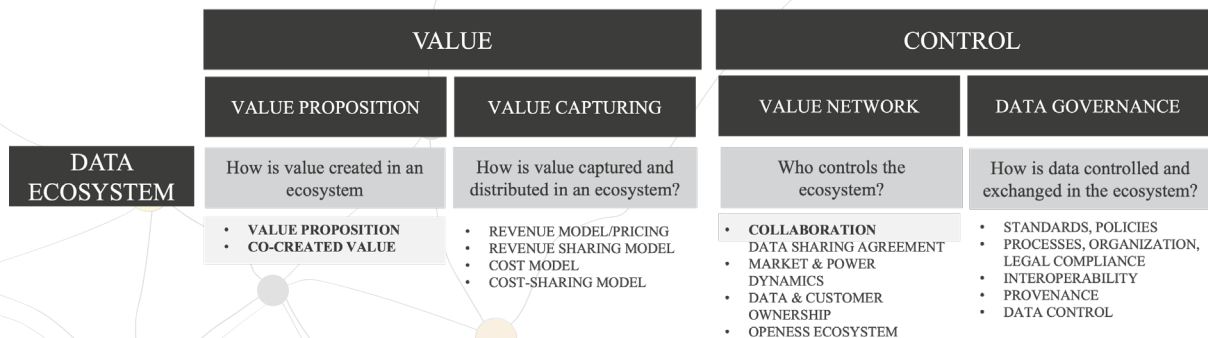 VALUE
CONTROL
VALUE PROPOSITION
VALUE CAPTURING
VALUE NETWORK
DATA GOVERNANCE
DATA
ECOSYSTEM
How is value created in an
ecosystem
How is value captured and
distributed in an ecosystem?
Who controls the
ecosystem?
How is data controlled and
exchanged in the ecosystem?
• VALUE PROPOSITION
• CO-CREATED VALUE
• REVENUE MODEL/PRICING
• REVENUE SHARING MODEL
• COST MODEL
• COST-SHARING MODEL
• COLLABORATION
DATA SHARING AGREEMENT
• MARKET & POWER
DYNAMICS
• DATA & CUSTOMER
OWNERSHIP
• OPENESS ECOSYSTEM
• STANDARDS, POLICIES
• PROCESSES, ORGANIZATION,
LEGAL COMPLIANCE
• INTEROPERABILITY
• PROVENANCE
• DATA CONTROL